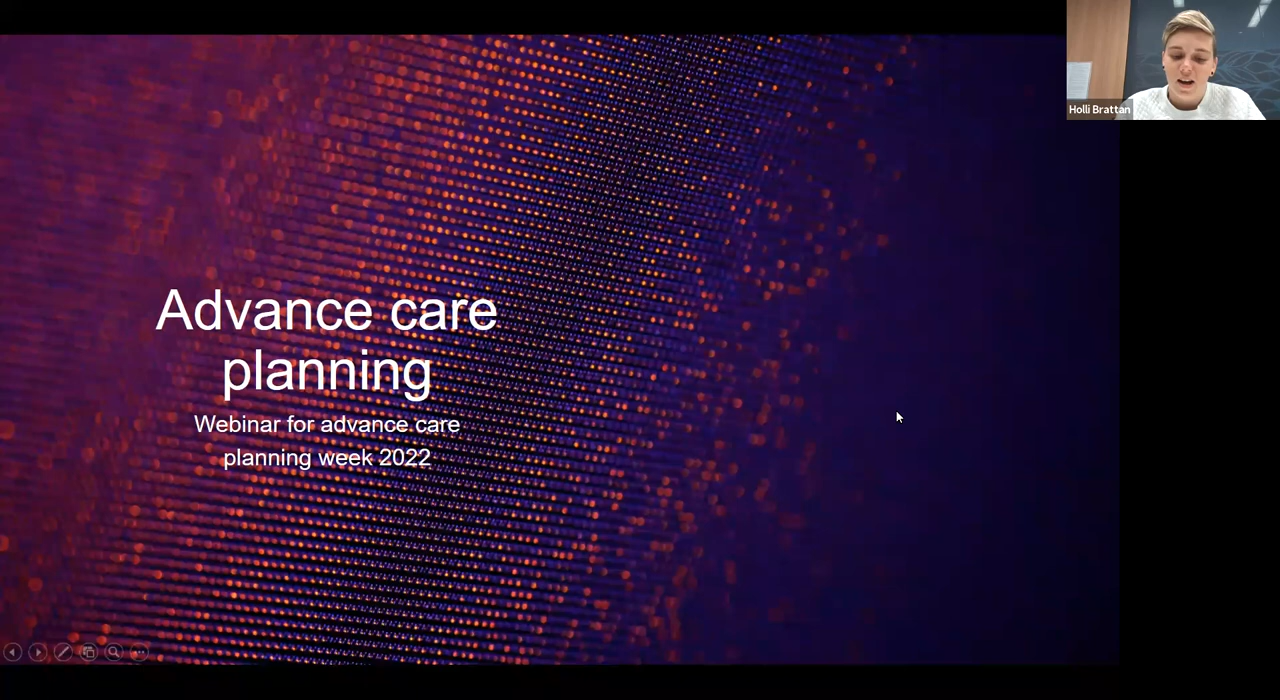 Holli Brattan
Advance care
planning
Webinar for advance care
planning week 2022